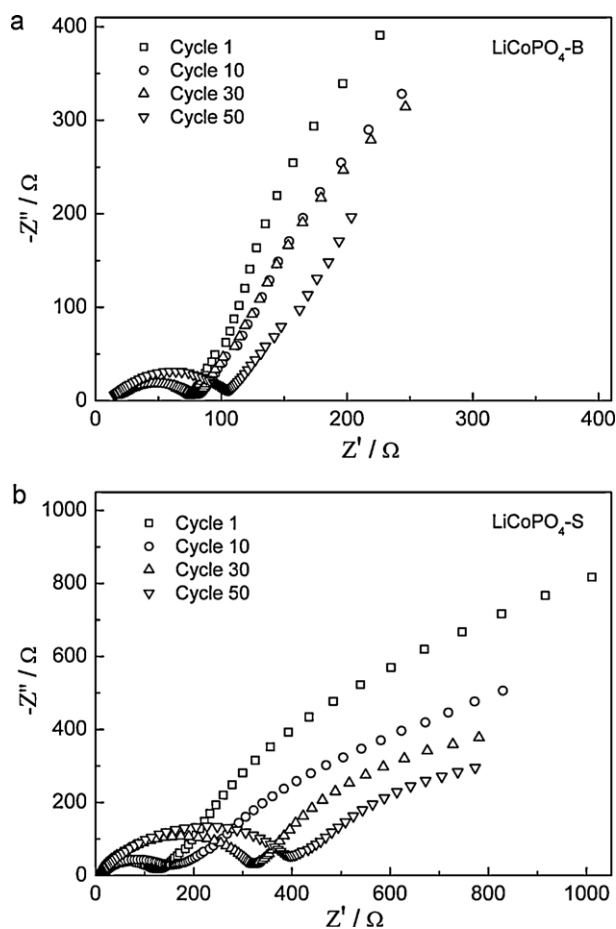 a
400
300
200
100
0
-Z" / Ω
□ Cycle 1
○ Cycle 10
△ Cycle 30
▽ Cycle 50
LiCoPO₄-B
0 100 200 300 400
Z' / Ω
b
1000
800
600
400
200
0
-Z" / Ω
□ Cycle 1
○ Cycle 10
△ Cycle 30
▽ Cycle 50
LiCoPO₄-S
0 200 400 600 800 1000
Z' / Ω